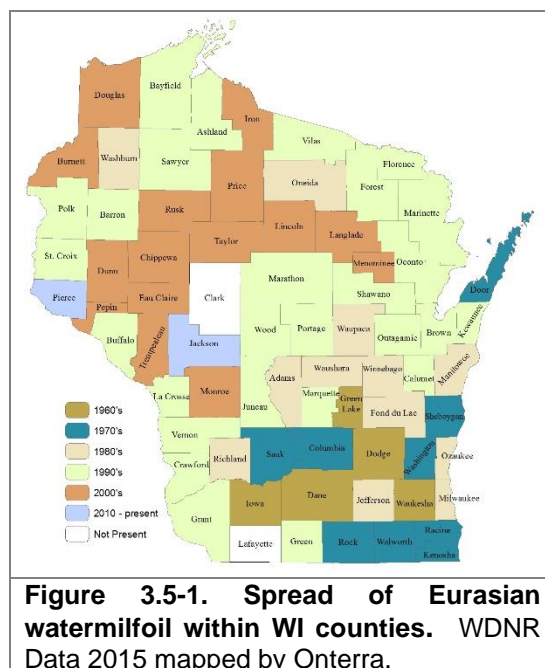 Douglas
Bayfield
Iron
Ashland
Vilas
Burnett
Washburn
Sawyer
Florence
Forest
Oneida
Price
Marinette
Polk
Barron
Rusk
Lincoln
Langlade
Taylor
Oconto
St. Croix
Chippewa
Menominee
Dunn
Marathon
Door
Pierce
Clark
Pepin
Eau Claire
Shawano
Kewaunee
Buffalo
Trempealeau
Jackson
Wood
Portage
Waupaca
Outagamie
Brown
Waushara
Winnebago
Manitowoc
Adams
Calumet
La Crosse
Monroe
Juneau
Marquette
Green
Lake
Fond du Lac
Sheboygan
Vernon
Richland
Sauk
Columbia
Dodge
Washington
Ozaukee
Crawford
Iowa
Dane
Jefferson
Waukesha
Milwaukee
Grant
Racine
Lafayette
Green
Rock
Walworth
Kenosha
1960's
1970's
1980's
1990's
2000's
2010 - present
Not Present
Figure 3.5-1. Spread of Eurasian
watermilfoil within WI counties. WDNR
Data 2015 mapped by Onterra.